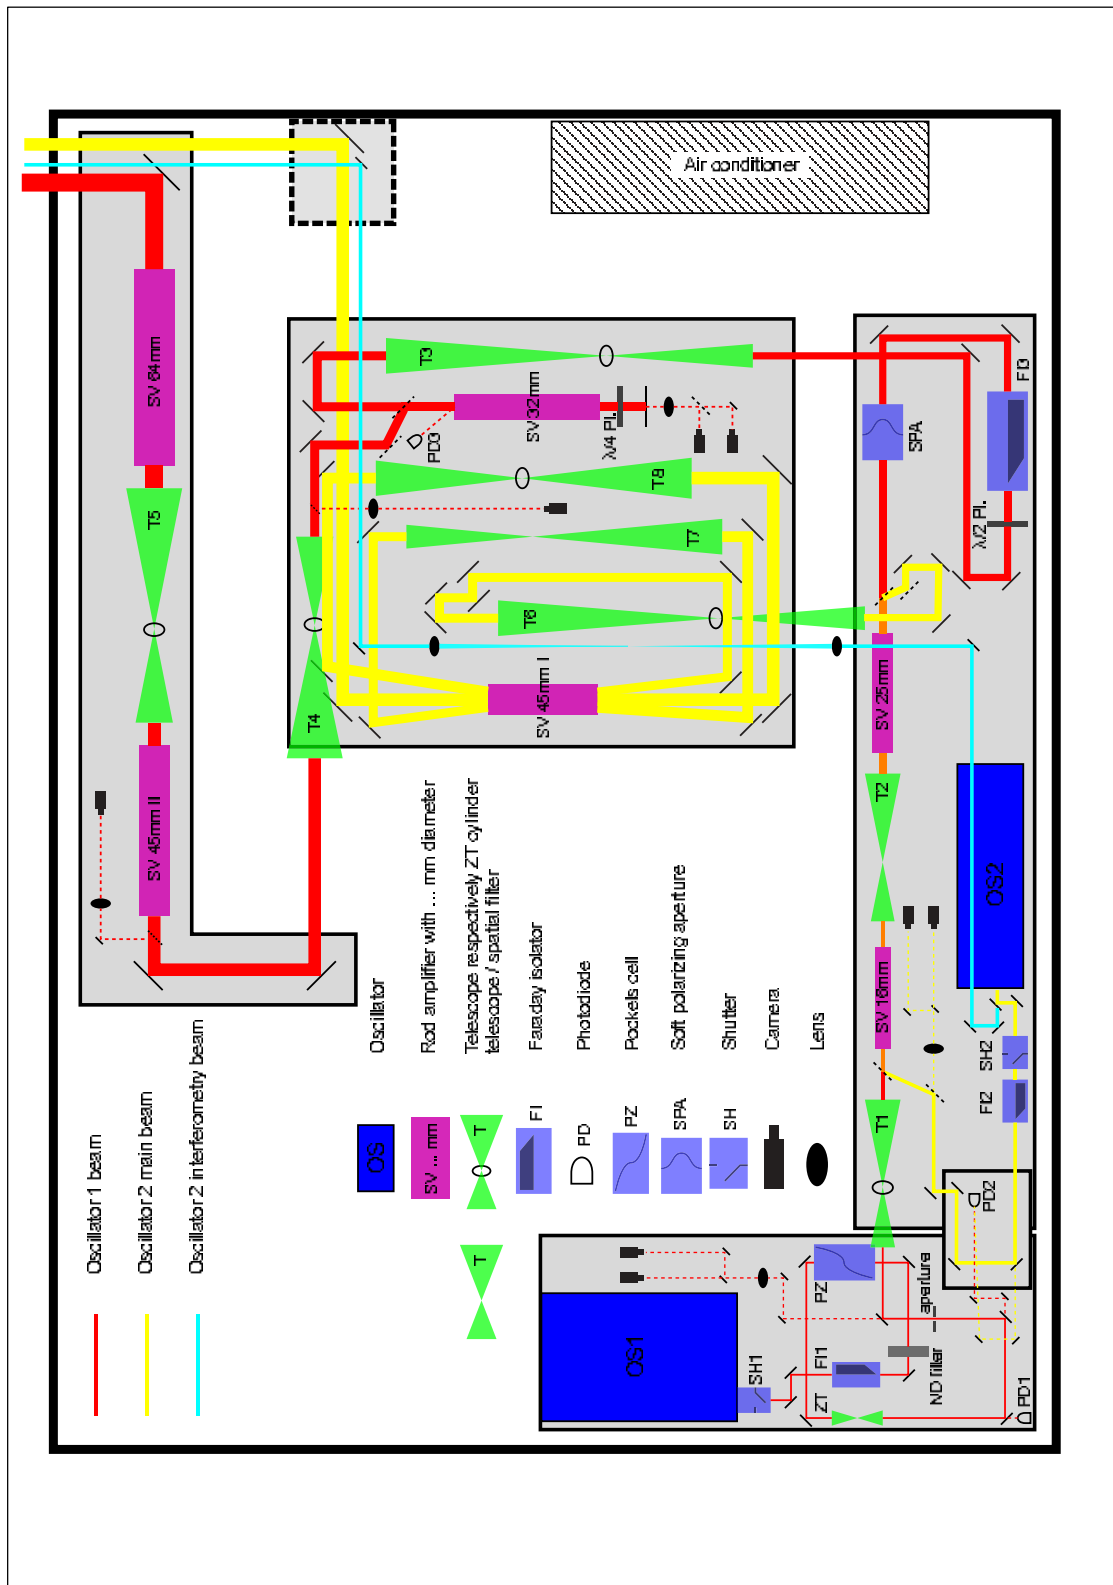 Air conditioner
SV 64mm
T5
SV 45mm II
T3
SV 32mm
λ/4 Pl.
PD3
T8
T7
T6
T4
SV 45mm I
FI3
SPA
λ/2 Pl.
SV 25mm
T2
OS2
SV 16mm
SH2
FI2
T1
PD2
aperture
PZ
OS1
SH1
FI1
ZT
ND filter
PD1
Oscillator 1 beam
Oscillator 2 main beam
Oscillator 2 interferometry beam
OS
Oscillator
SV ... mm
Rod amplifier with ... mm diameter
T
T
Telescope respectively ZT cylinder
telescope / spatial filter
FI
Faraday isolator
PD
Photodiode
PZ
Pockels cell
SPA
Soft polarizing aperture
SH
Shutter
Camera
Lens